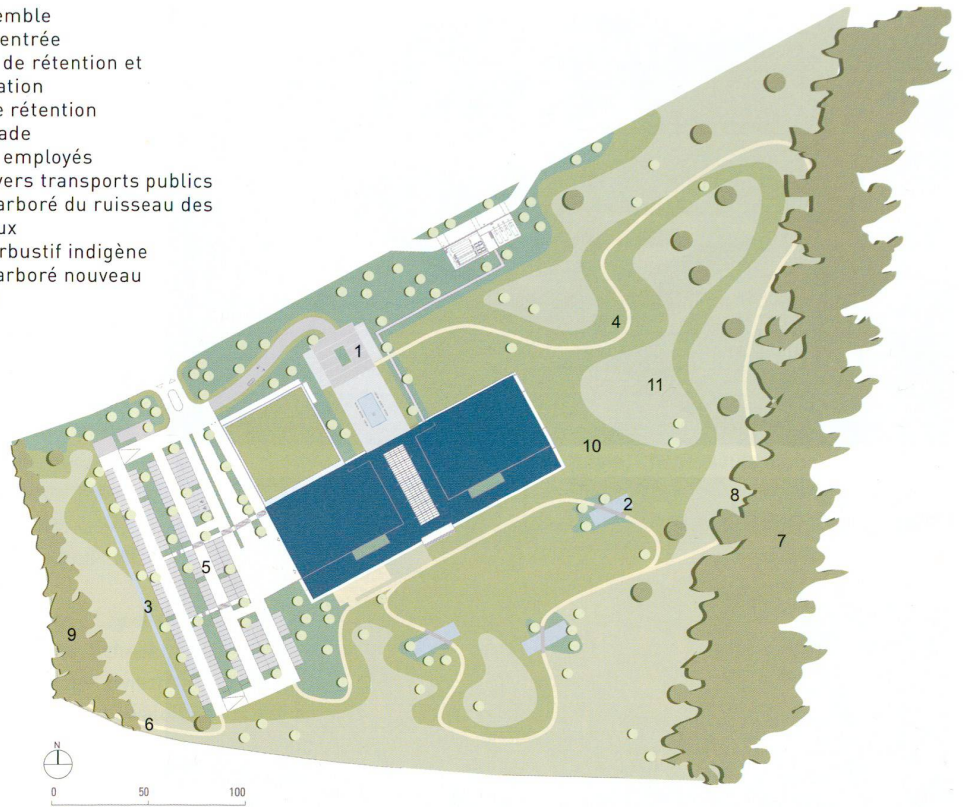 emble
entrée
de rétention et
ation
e rétention
ade
employés
vers transports publics
arboré du ruisseau des
ux
rbustif indigène
arboré nouveau
1
4
11
10
2
8
7
5
3
9
6
N
0 50 100